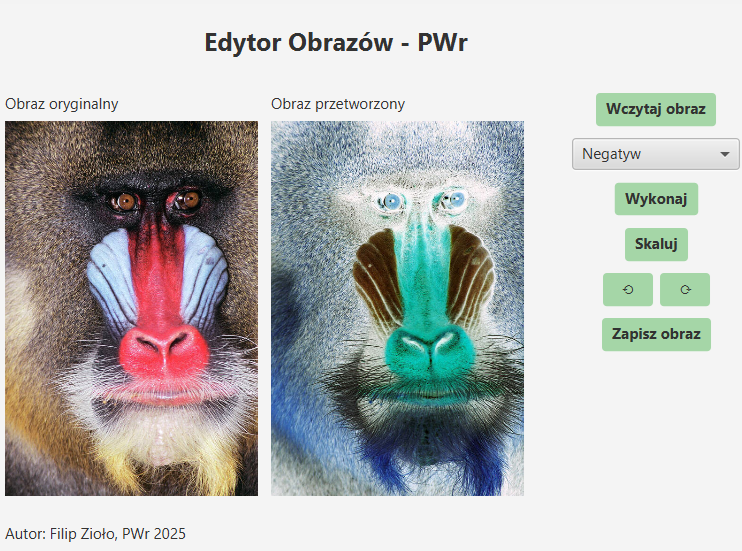 Edytor Obrazów - PWr
Obraz oryginalny
Obraz przetworzony
Wczytaj obraz
Negatyw
Wykonaj
Skaluj
⟲ ⟳
Zapisz obraz
Autor: Filip Zioło, PWr 2025